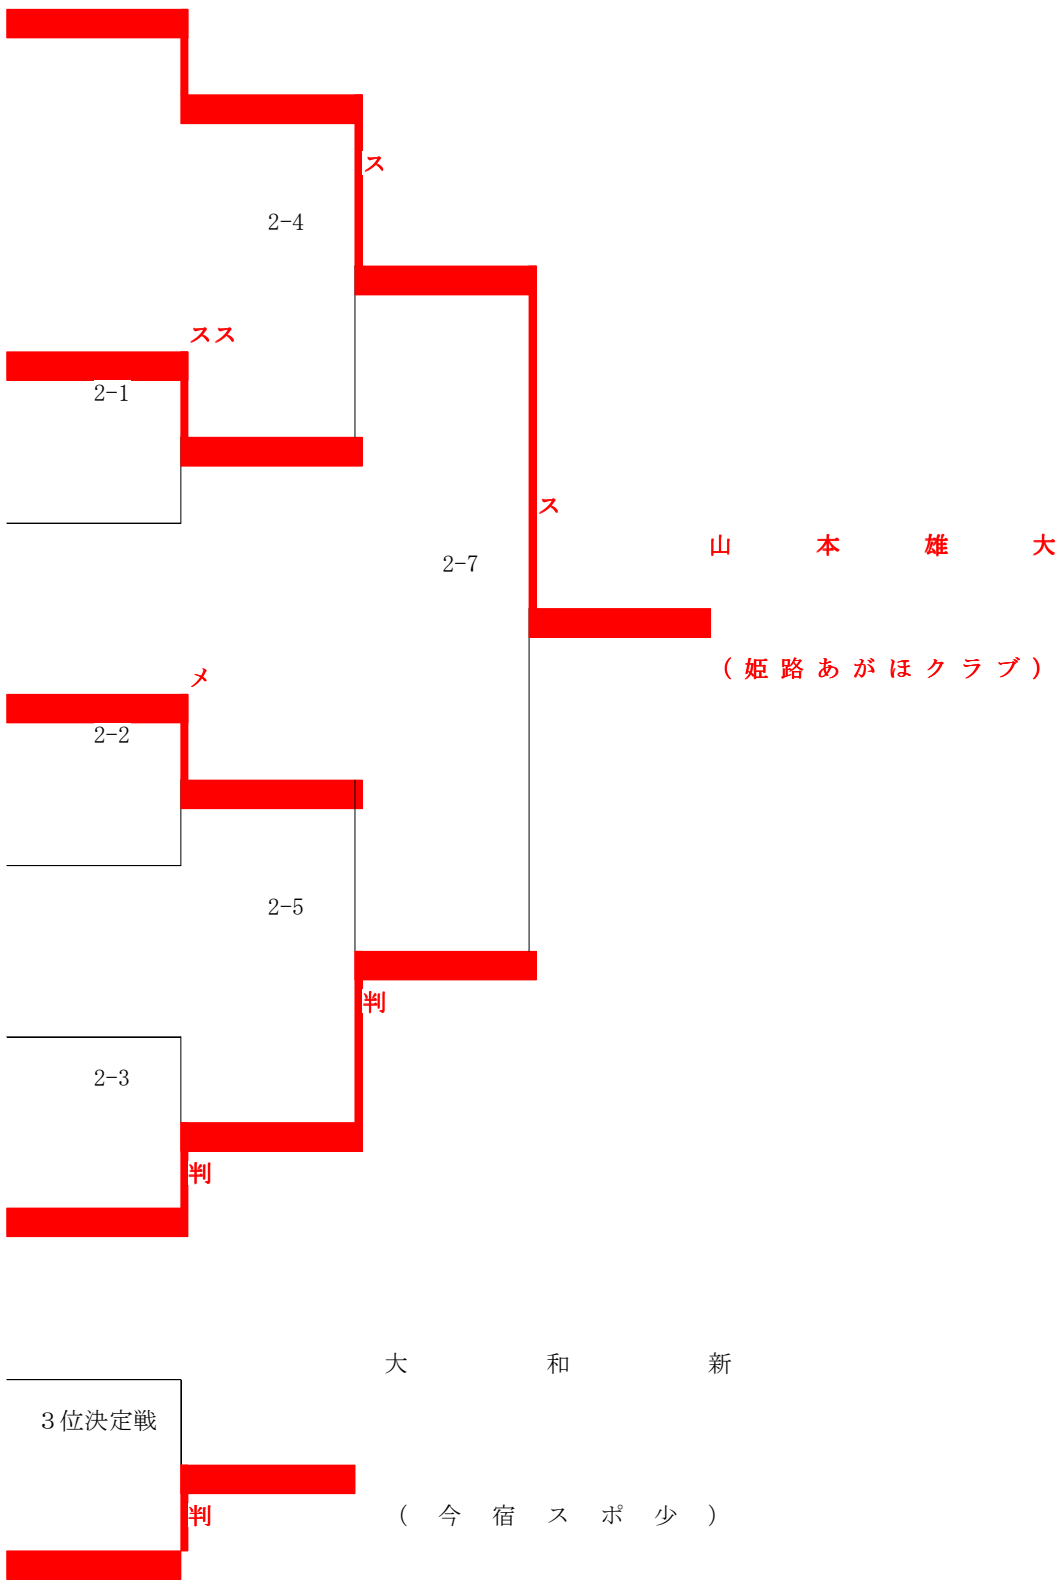 ス
2-4
スス
2-1
ス
山本雄大
2-7
(姫路あがほクラブ)
メ
2-2
2-5
判
2-3
判
大和新
３位決定戦
判
(今宿スポ少)